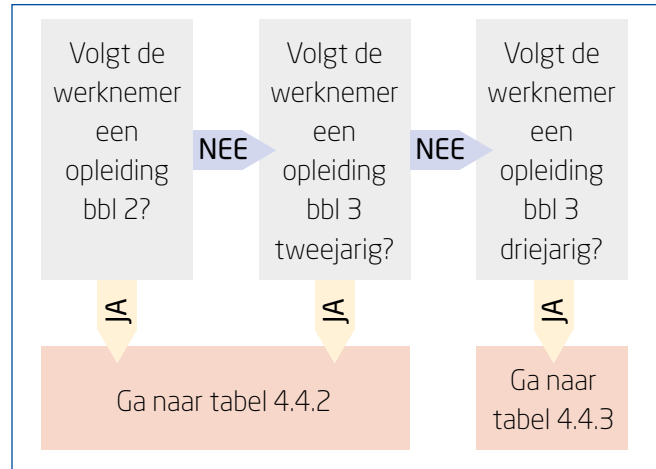 Volgt de
werknemer
een
opleiding
bbl 2?
JA
NEE
Volgt de
werknemer
een
opleiding
bbl 3
tweejarig?
JA
NEE
Volgt de
werknemer
een
opleiding
bbl 3
driejarig?
JA
Ga naar tabel 4.4.2
Ga naar
tabel 4.4.3